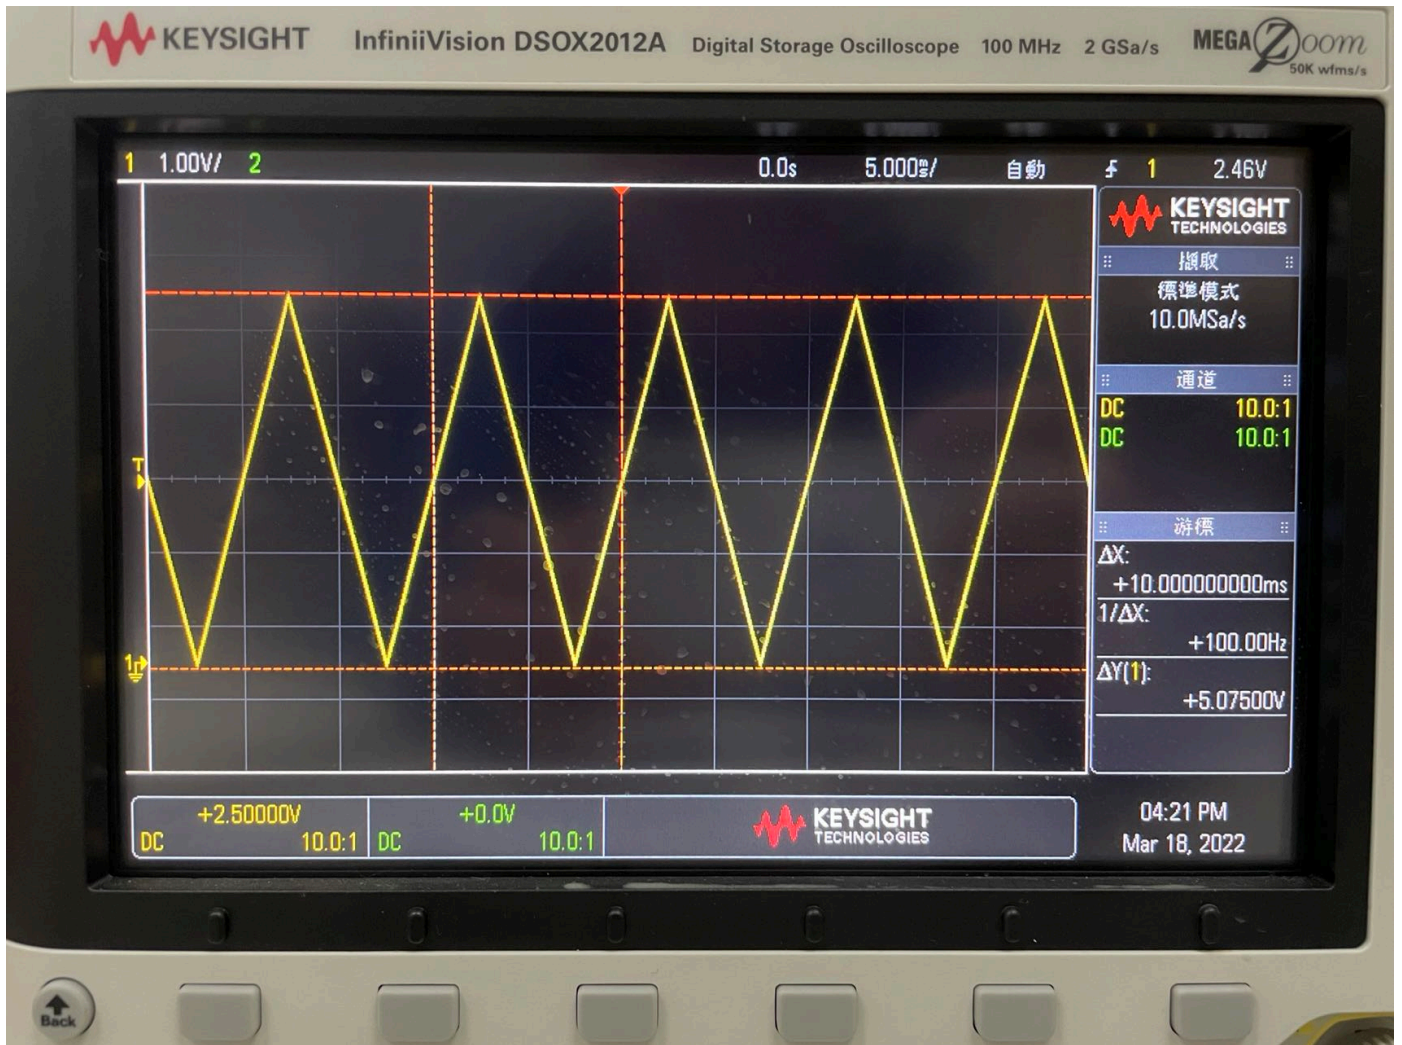 KEYSIGHT InfiniiVision DSOX2012A Digital Storage Oscilloscope 100 MHz 2 GSa/s MEGA Zoom
50K wfms/s
1 1.00V/ 2 0.0s 5.000ms/ 自動 1 2.46V
KEYSIGHT
TECHNOLOGIES
擷取
標準模式
10.0MSa/s
通道
DC 10.0:1
DC 10.0:1
T
游標
ΔX:
+10.000000000ms
1/ΔX:
+100.00Hz
1
ΔY(1):
+5.07500V
+2.50000V
DC 10.0:1
+0.0V
DC 10.0:1
KEYSIGHT
TECHNOLOGIES
04:21 PM
Mar 18, 2022
Back